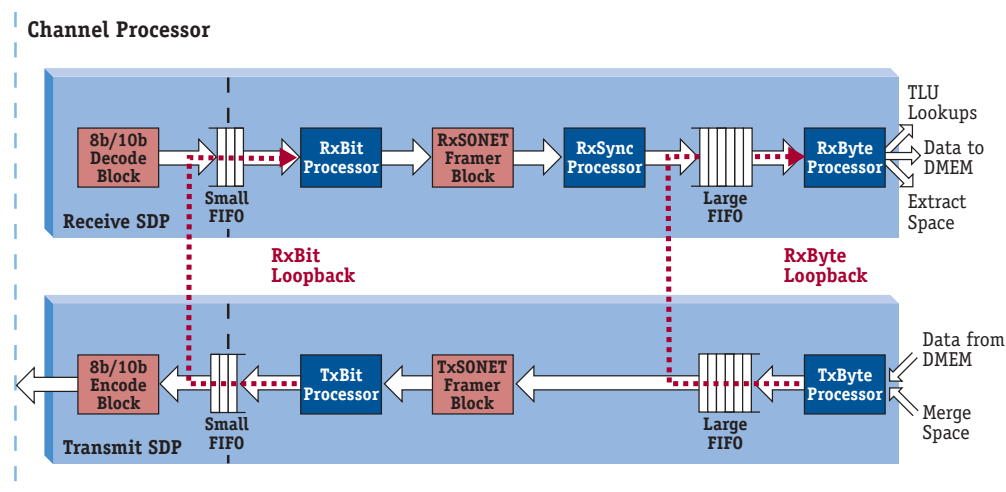 Channel Processor
8b/10b
Decode
Block
Small
FIFO
RxBit
Processor
RxSONET
Framer
Block
RxSync
Processor
Large
FIFO
RxByte
Processor
TLU
Lookups
Data to
DMEM
Extract
Space
Receive SDP
RxBit
Loopback
RxByte
Loopback
8b/10b
Encode
Block
Small
FIFO
TxBit
Processor
TxSONET
Framer
Block
Large
FIFO
TxByte
Processor
Data from
DMEM
Merge
Space
Transmit SDP